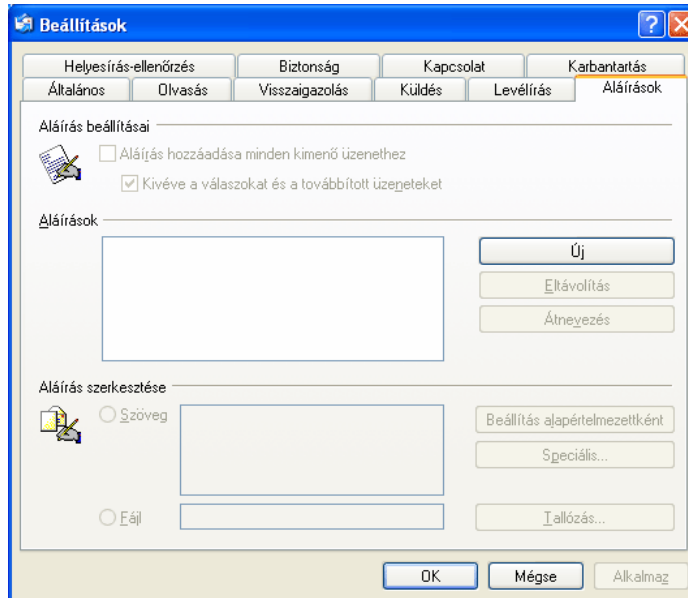 Beállítások
Helyesírás-ellenőrzés Biztonság Kapcsolat Karbantartás
Általános Olvasás Visszaigazolás Küldés Levélírás Aláírások
Aláírás beállításai
Aláírás hozzáadása minden kimenő üzenethez
Kivéve a válaszokat és a továbbított üzeneteket
Aláírások
Új
Eltávolítás
Átnevezés
Aláírás szerkesztése
Szöveg
Beállítás alapértelmezettként
Speciális...
Fájl
Tallózás...
OK Mégse Alkalmaz